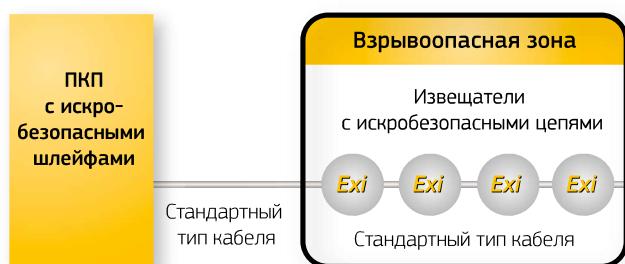 ПКП
с искро-
безопасными
шлейфами
Стандартный
тип кабеля
Взрывоопасная зона
Извещатели
с искробезопасными цепями
Exi Exi Exi Exi
Стандартный тип кабеля